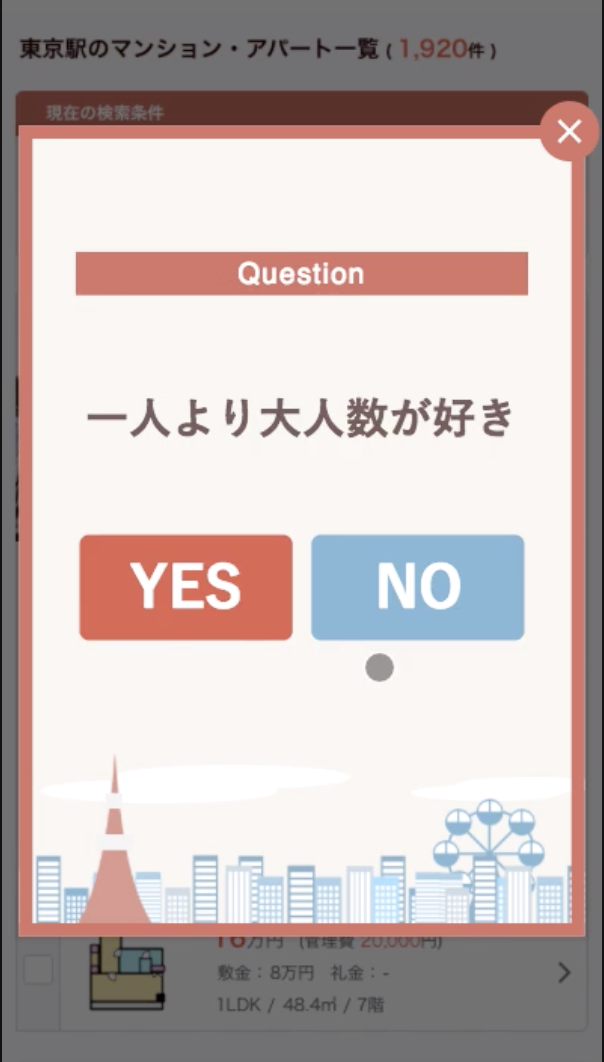 東京駅のマンション・アパート一覧 ( 1,920件 )
現在の検索条件
Question
一人より大人数が好き
YES
NO
万円 (管理費 20,000円)
敷金：8万円 礼金：-
1LDK / 48.4㎡ / 7階